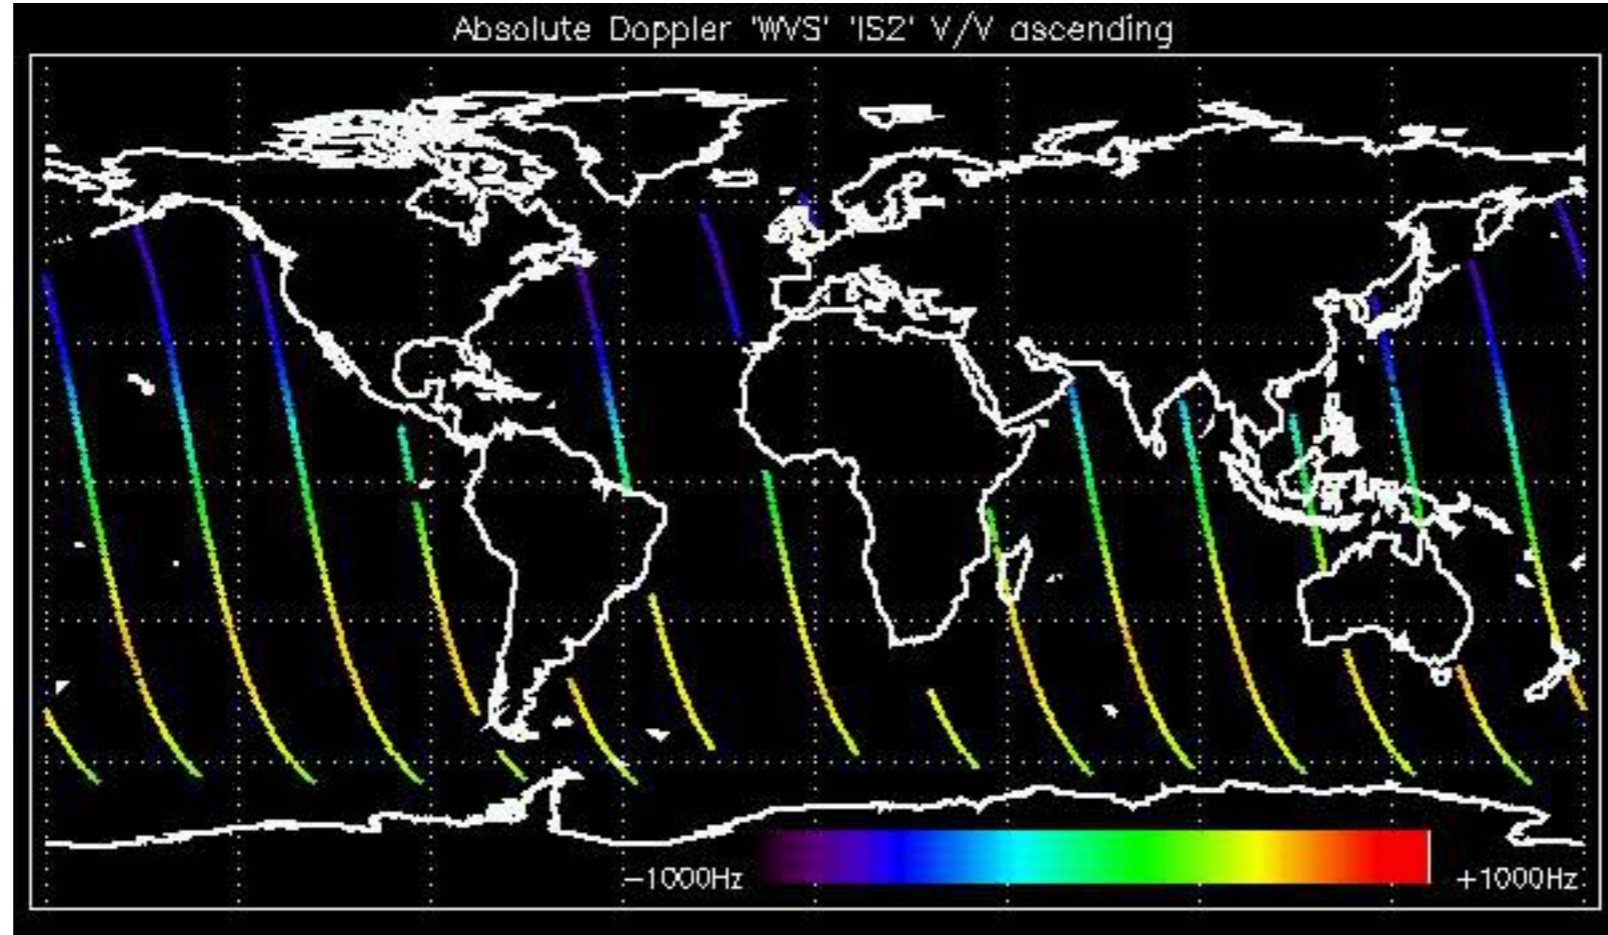 Absolute Doppler 'WVS' 'IS2' V/V ascending
−1000Hz +1000Hz